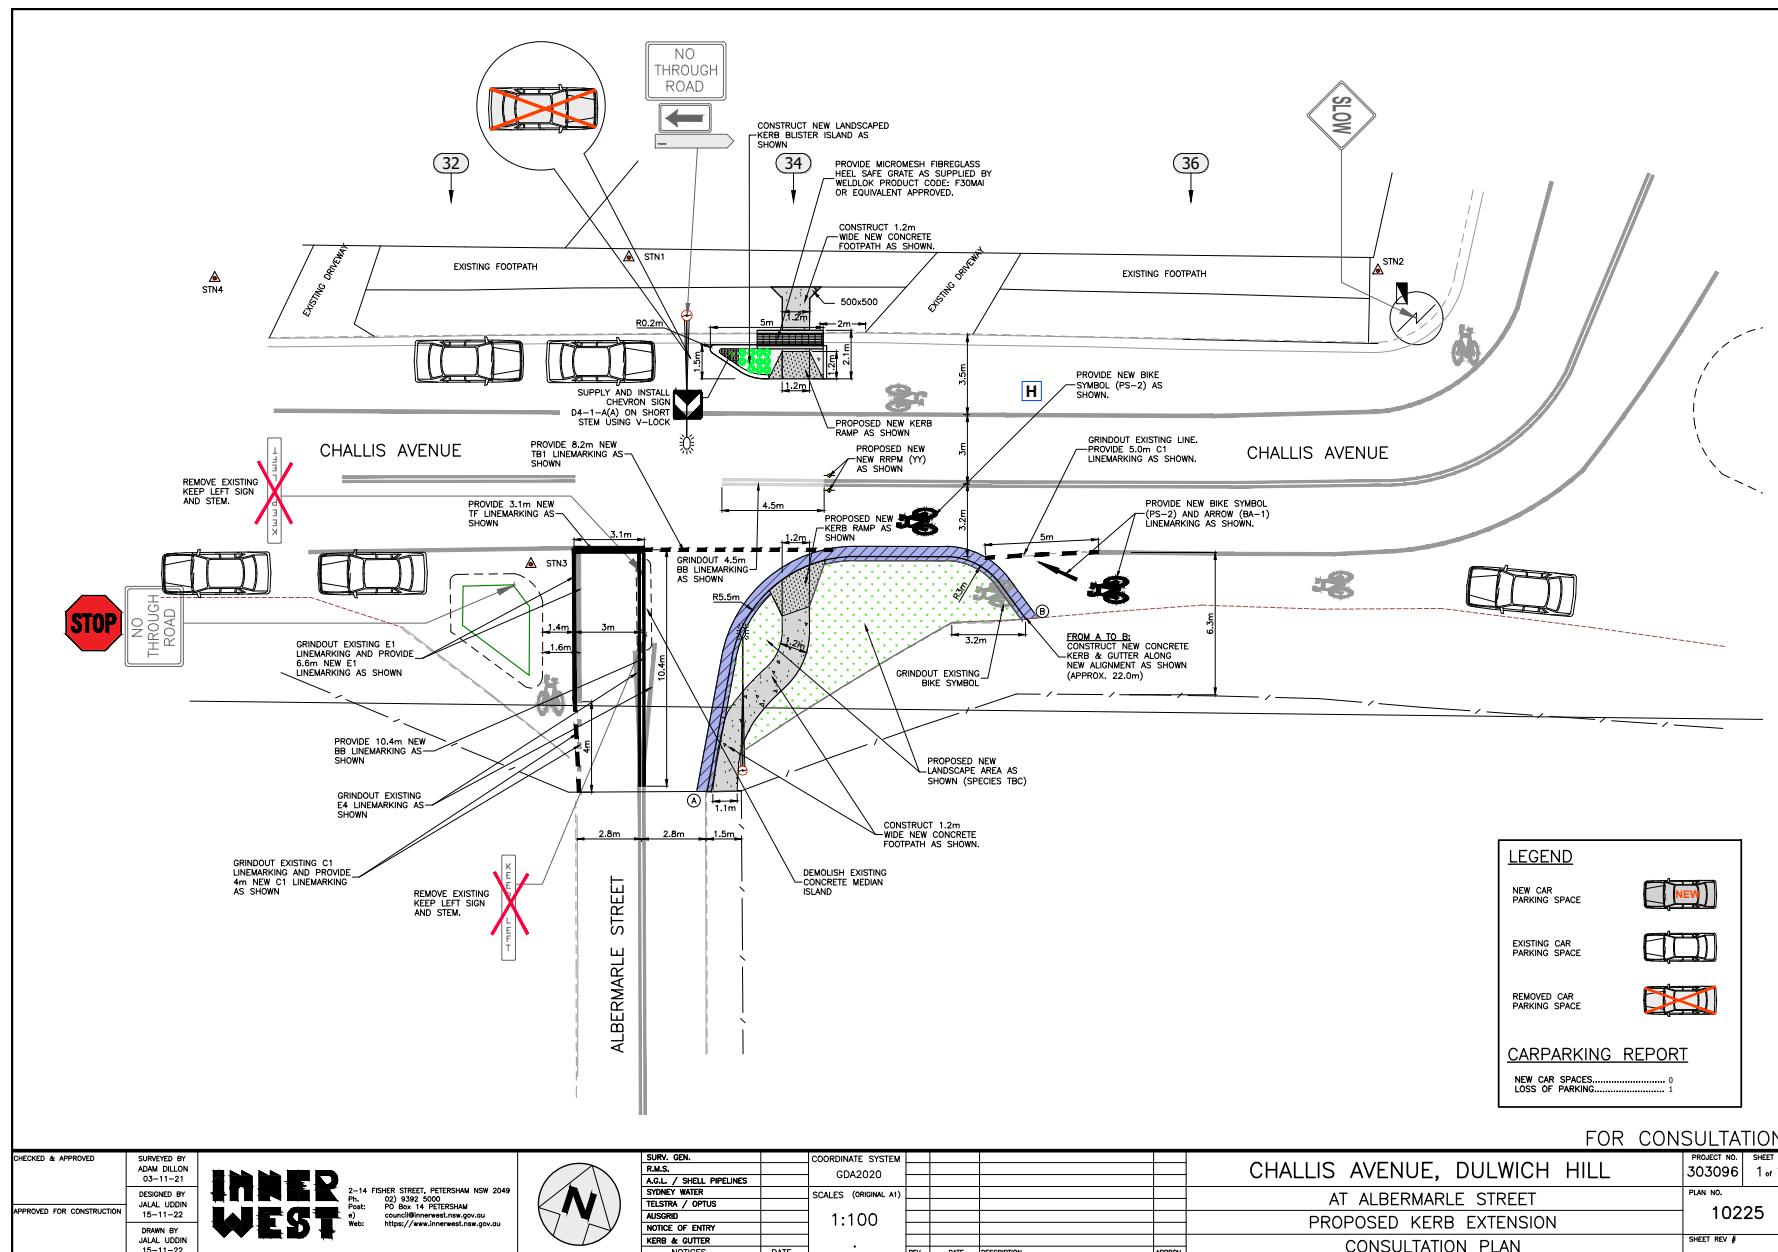 NO
THROUGH
ROAD
SLOW
32
34
36
CONSTRUCT NEW LANDSCAPED
KERB BLISTER ISLAND AS
SHOWN
PROVIDE MICROMESH FIBREGLASS
HEEL SAFE GRATE AS SUPPLIED BY
WELDLOK PRODUCT CODE: F30MAI
OR EQUIVALENT APPROVED.
CONSTRUCT 1.2m
WIDE NEW CONCRETE
FOOTPATH AS SHOWN.
STN4
EXISTING DRIVEWAY
EXISTING FOOTPATH
STN1
EXISTING DRIVEWAY
EXISTING FOOTPATH
STN2
500x500
1.2m
R0.2m
5m
2m
1.5m
1.2m
2.1m
1.2m
3.5m
SUPPLY AND INSTALL
CHEVRON SIGN
D4-1-A(A) ON SHORT
STEM USING V-LOCK
PROPOSED NEW KERB
RAMP AS SHOWN
H
PROVIDE NEW BIKE
SYMBOL (PS-2) AS
SHOWN.
CHALLIS AVENUE
CHALLIS AVENUE
KEEP LEFT
REMOVE EXISTING
KEEP LEFT SIGN
AND STEM.
PROVIDE 8.2m NEW
TB1 LINEMARKING AS
SHOWN
PROPOSED NEW
NEW RRPM (YY)
AS SHOWN
3m
GRINDOUT EXISTING LINE.
PROVIDE 5.0m C1
LINEMARKING AS SHOWN.
PROVIDE 3.1m NEW
TF LINEMARKING AS
SHOWN
4.5m
PROVIDE NEW BIKE SYMBOL
(PS-2) AND ARROW (BA-1)
LINEMARKING AS SHOWN.
3.1m
PROPOSED NEW
KERB RAMP AS
SHOWN
1.2m
3.2m
5m
STN3
GRINDOUT 4.5m
BB LINEMARKING
AS SHOWN
STOP
NO
THROUGH
ROAD
R5.5m
R3m
B
1.4m
3m
1.6m
10.4m
1.2m
3.2m
6.3m
GRINDOUT EXISTING E1
LINEMARKING AND PROVIDE
6.6m NEW E1
LINEMARKING AS SHOWN
FROM A TO B:
CONSTRUCT NEW CONCRETE
KERB & GUTTER ALONG
NEW ALIGNMENT AS SHOWN
(APPROX. 22.0m)
GRINDOUT EXISTING
BIKE SYMBOL
PROVIDE 10.4m NEW
BB LINEMARKING AS
SHOWN
4m
PROPOSED NEW
LANDSCAPE AREA AS
SHOWN (SPECIES TBC)
GRINDOUT EXISTING
E4 LINEMARKING AS
SHOWN
A
1.1m
2.8m
2.8m
1.5m
CONSTRUCT 1.2m
WIDE NEW CONCRETE
FOOTPATH AS SHOWN.
GRINDOUT EXISTING C1
LINEMARKING AND PROVIDE
4m NEW C1 LINEMARKING
AS SHOWN
REMOVE EXISTING
KEEP LEFT SIGN
AND STEM.
KEEP LEFT
DEMOLISH EXISTING
CONCRETE MEDIAN
ISLAND
ALBERMARLE STREET
LEGEND
NEW CAR
PARKING SPACE
NEW
EXISTING CAR
PARKING SPACE
REMOVED CAR
PARKING SPACE
CARPARKING REPORT
NEW CAR SPACES......................... 0
LOSS OF PARKING........................ 1
FOR CONSULTATION
CHECKED & APPROVED
APPROVED FOR CONSTRUCTION
SURVEYED BY
ADAM DILLON
03-11-21
DESIGNED BY
JALAL UDDIN
15-11-22
DRAWN BY
JALAL UDDIN
15-11-22
INNER
WEST
2-14 FISHER STREET, PETERSHAM NSW 2049
Ph. 02) 9392 5000
Post: PO Box 14 PETERSHAM
e) council@innerwest.nsw.gov.au
Web: https://www.innerwest.nsw.gov.au
N
SURV. GEN.
R.M.S.
A.G.L. / SHELL PIPELINES
SYDNEY WATER
TELSTRA / OPTUS
AUSGRID
NOTICE OF ENTRY
KERB & GUTTER
NOTICES DATE
COORDINATE SYSTEM
GDA2020
SCALES (ORIGINAL A1)
1:100
REV. DATE DESCRIPTION APPROV.
CHALLIS AVENUE, DULWICH HILL
AT ALBERMARLE STREET
PROPOSED KERB EXTENSION
CONSULTATION PLAN
PROJECT NO.
303096
SHEET
1 of
PLAN NO.
10225
SHEET REV #